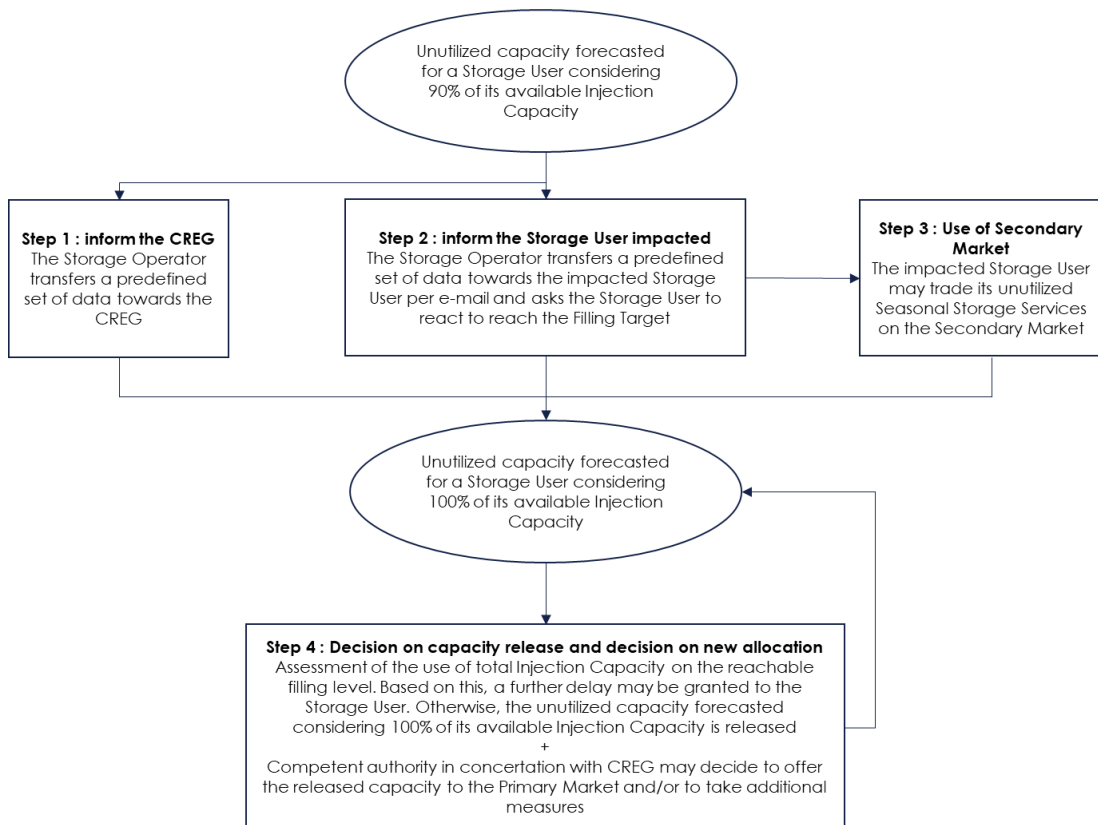 Unutilized capacity forecasted
for a Storage User considering
90% of its available Injection
Capacity
Step 1 : inform the CREG
The Storage Operator
transfers a predefined
set of data towards the
CREG
Step 2 : inform the Storage User impacted
The Storage Operator transfers a predefined
set of data towards the impacted Storage
User per e-mail and asks the Storage User to
react to reach the Filling Target
Step 3 : Use of Secondary
Market
The impacted Storage User
may trade its unutilized
Seasonal Storage Services
on the Secondary Market
Unutilized capacity forecasted
for a Storage User considering
100% of its available Injection
Capacity
Step 4 : Decision on capacity release and decision on new allocation
Assessment of the use of total Injection Capacity on the reachable
filling level. Based on this, a further delay may be granted to the
Storage User. Otherwise, the unutilized capacity forecasted
considering 100% of its available Injection Capacity is released
+
Competent authority in concertation with CREG may decide to offer
the released capacity to the Primary Market and/or to take additional
measures